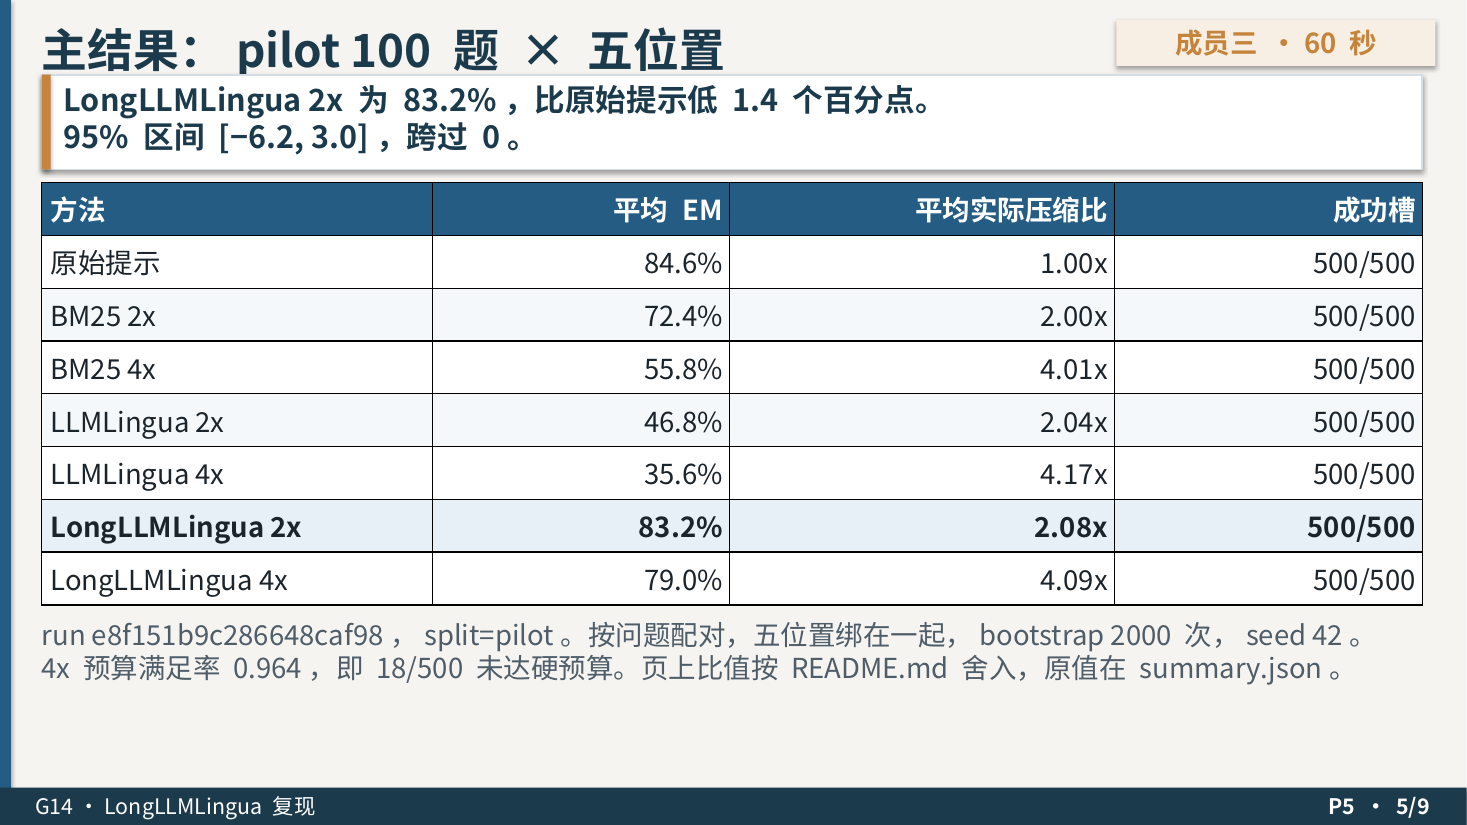 主结果： pilot 100 题 × 五位置
成员三 · 60 秒
LongLLMLingua 2x 为 83.2%，比原始提示低 1.4 个百分点。
95% 区间 [−6.2, 3.0]，跨过 0。
方法 平均 EM 平均实际压缩比 成功槽
原始提示 84.6% 1.00x 500/500
BM25 2x 72.4% 2.00x 500/500
BM25 4x 55.8% 4.01x 500/500
LLMLingua 2x 46.8% 2.04x 500/500
LLMLingua 4x 35.6% 4.17x 500/500
LongLLMLingua 2x 83.2% 2.08x 500/500
LongLLMLingua 4x 79.0% 4.09x 500/500
run e8f151b9c286648caf98， split=pilot。按问题配对，五位置绑在一起， bootstrap 2000 次， seed 42。
4x 预算满足率 0.964，即 18/500 未达硬预算。页上比值按 README.md 舍入，原值在 summary.json。
G14 · LongLLMLingua 复现
P5 · 5/9